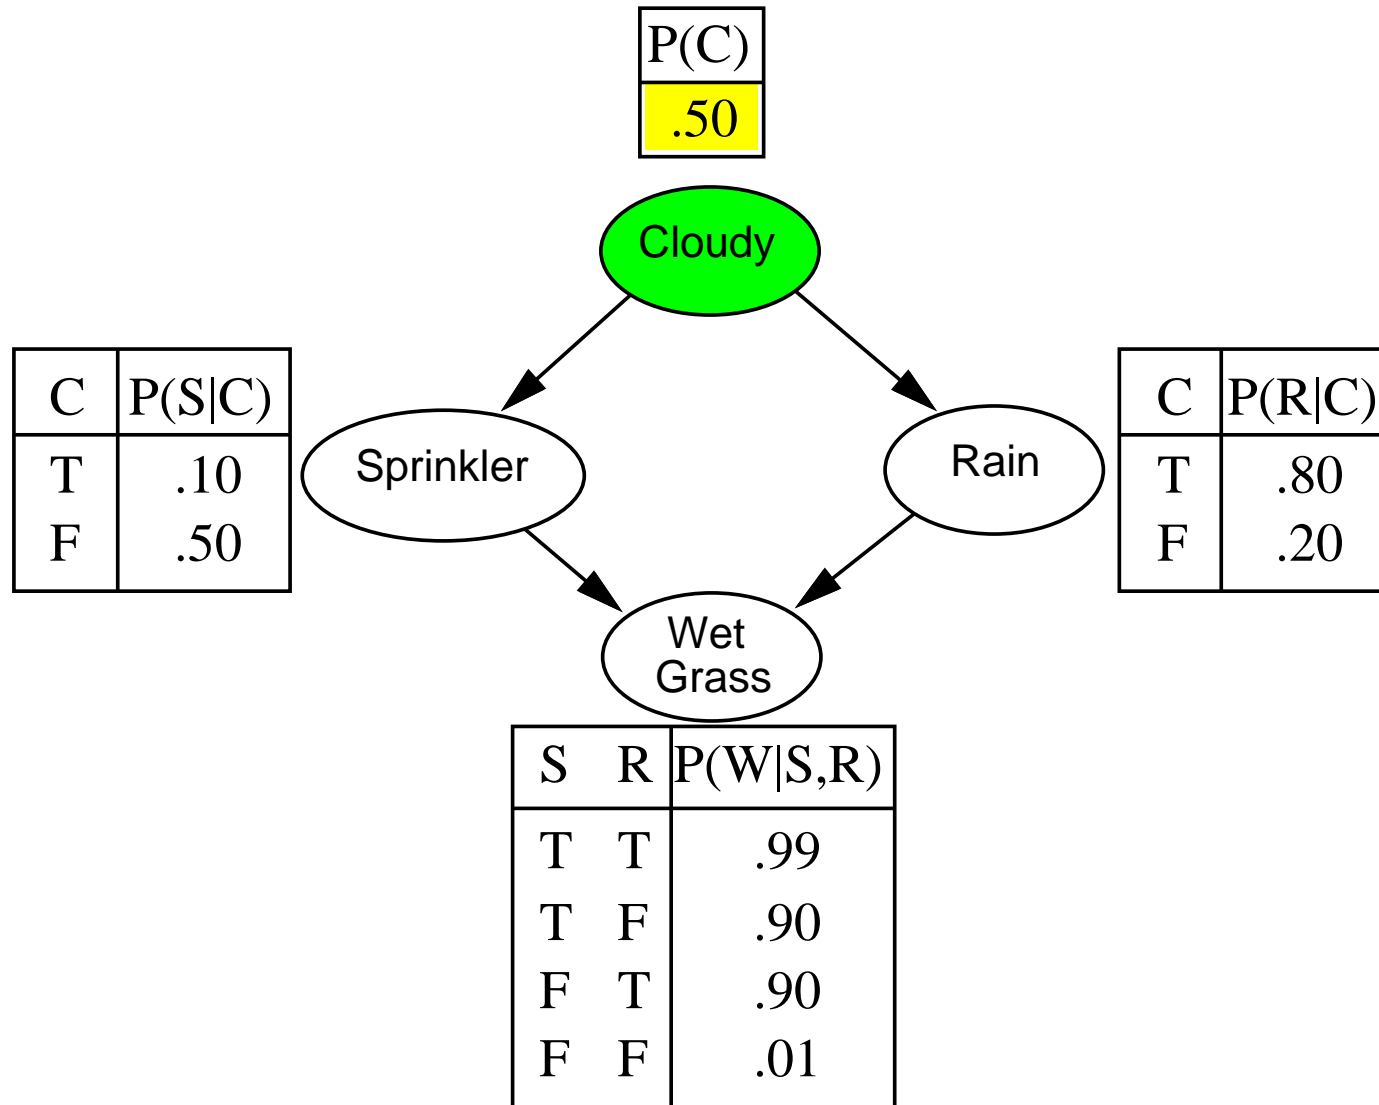 P(C)
.50
Cloudy
C P(S|C)
T .10
F .50
Sprinkler
Rain
C P(R|C)
T .80
F .20
Wet
Grass
S R P(W|S,R)
T T .99
T F .90
F T .90
F F .01